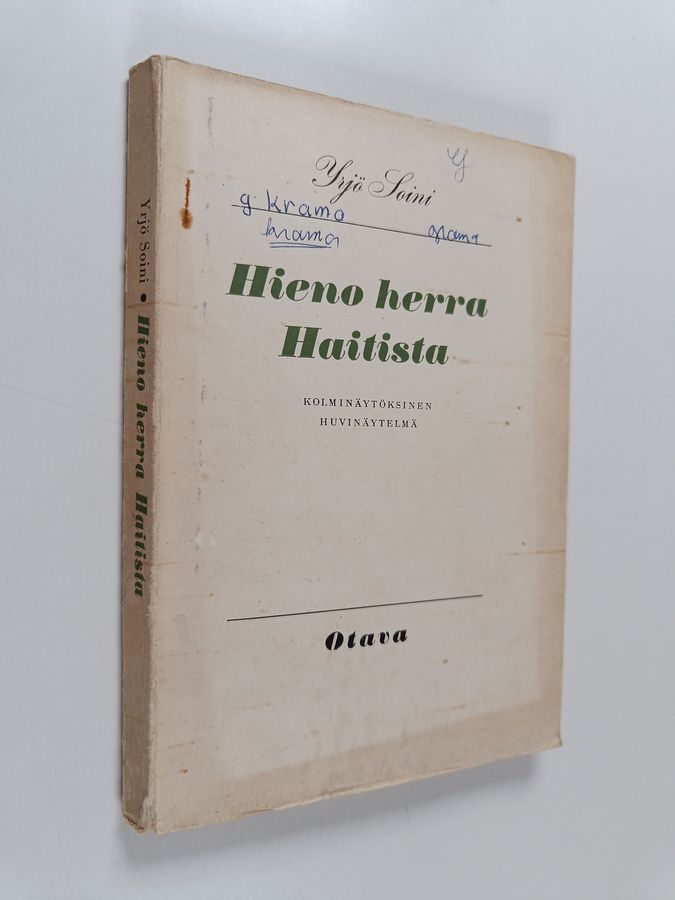 Yrjö Soini
g krama
krama
Hieno herra
Haitista
KOLMINÄYTÖKSINEN
HUVINÄYTELMÄ
Otava
Yrjö Soini • Hieno herra Haitista